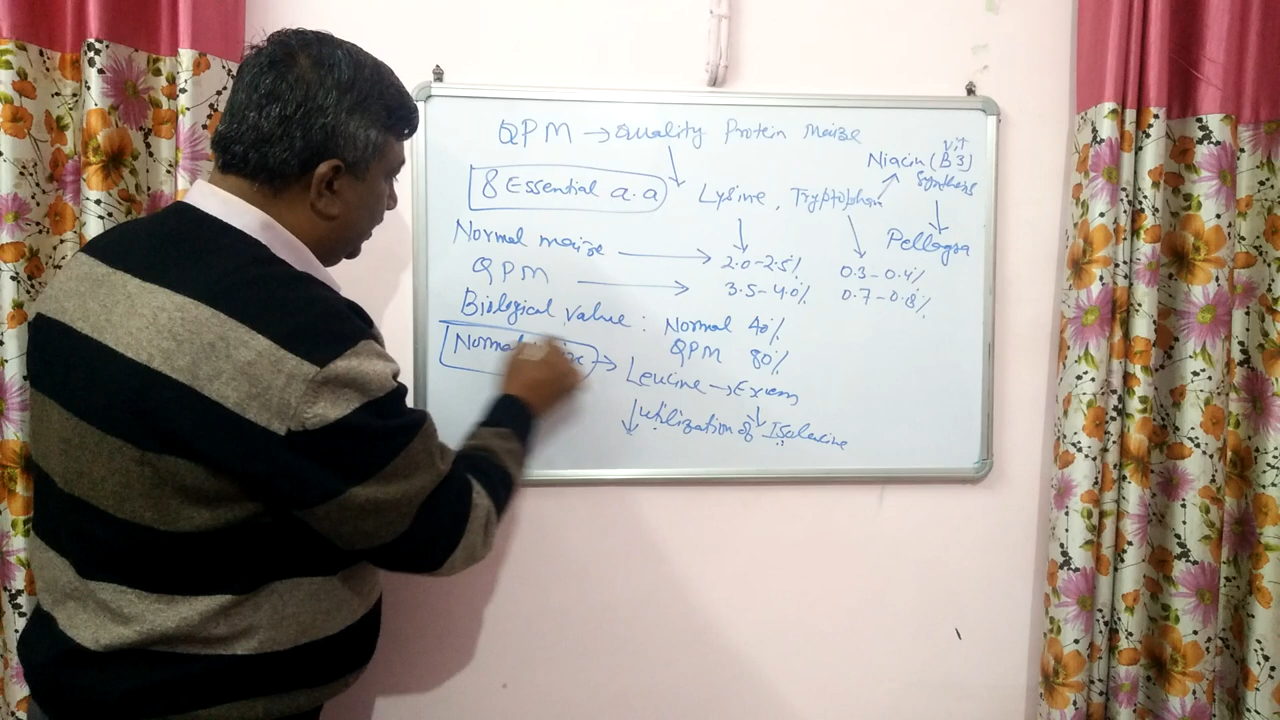 QPM → Quality Protein Maize
8 Essential a.a
Lysine, Tryptophan
Niacin (Vit B3) Synthesis
Pellagra
Normal maize → 2.0-2.5% 0.3-0.4%
QPM → 3.5-4.0% 0.7-0.8%
Biological value : Normal 40%
QPM 80%
Normal → Leucine → Excess
↓ utilization of Isoleucine